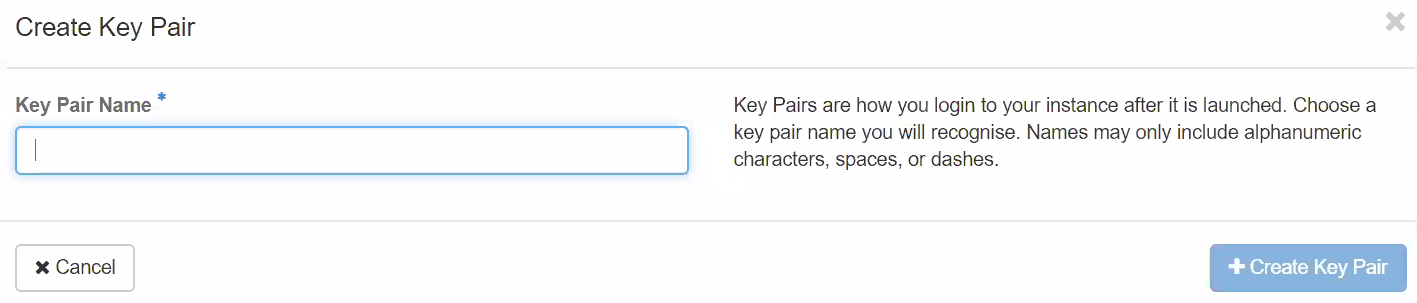 Create Key Pair
Key Pair Name *
Key Pairs are how you login to your instance after it is launched. Choose a
key pair name you will recognise. Names may only include alphanumeric
characters, spaces, or dashes.
Cancel
Create Key Pair